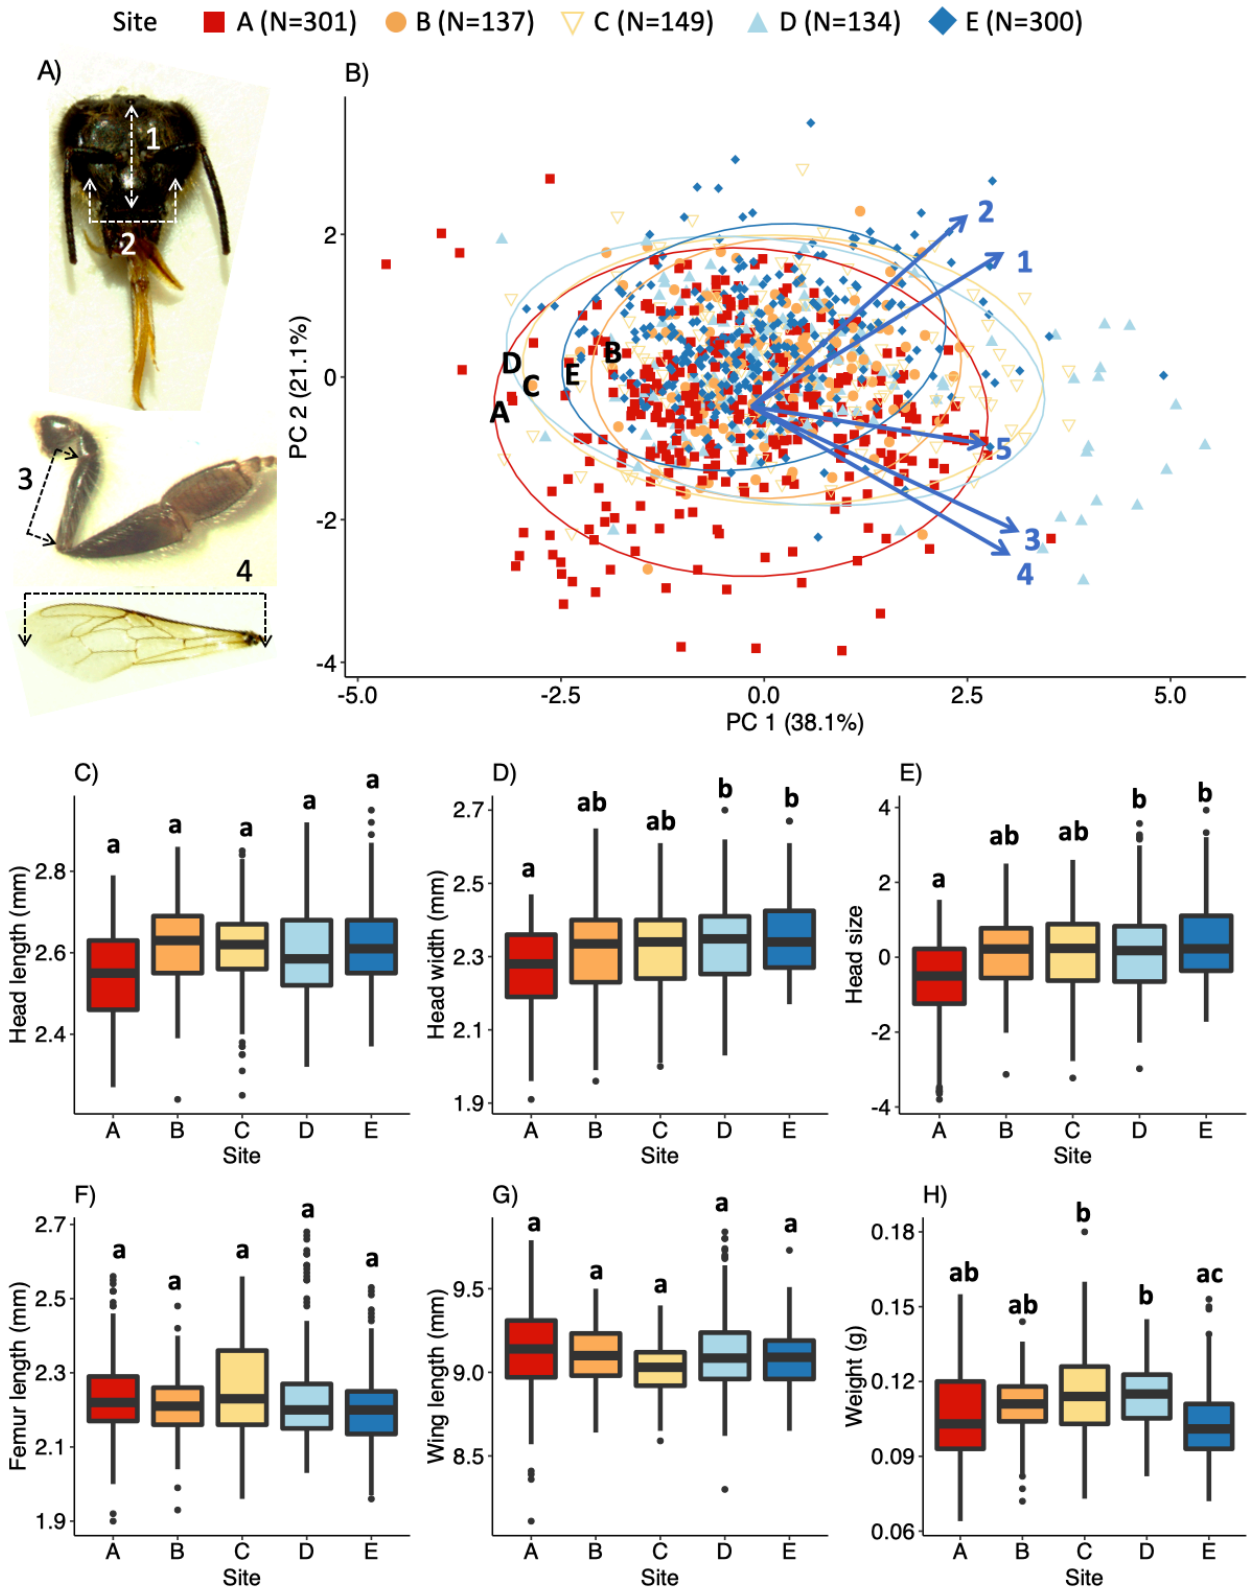 Site A (N=301) B (N=137) C (N=149) D (N=134) E (N=300)
A)
1
2
3
4
B)
PC 2 (21.1%)
2
0
-2
-4
D
C
A
E
B
2
1
5
3
4
-5.0 -2.5 0.0 2.5 5.0
PC 1 (38.1%)
C)
Head length (mm)
2.8
2.6
2.4
a a a a a
A B C D E
Site
D)
Head width (mm)
2.7
2.5
2.3
2.1
1.9
a ab ab b b
A B C D E
Site
E)
Head size
4
2
0
-2
-4
a ab ab b b
A B C D E
Site
F)
Femur length (mm)
2.7
2.5
2.3
2.1
1.9
a a a a a
A B C D E
Site
G)
Wing length (mm)
9.5
9.0
8.5
a a a a a
A B C D E
Site
H)
Weight (g)
0.18
0.15
0.12
0.09
0.06
ab ab b b ac
A B C D E
Site